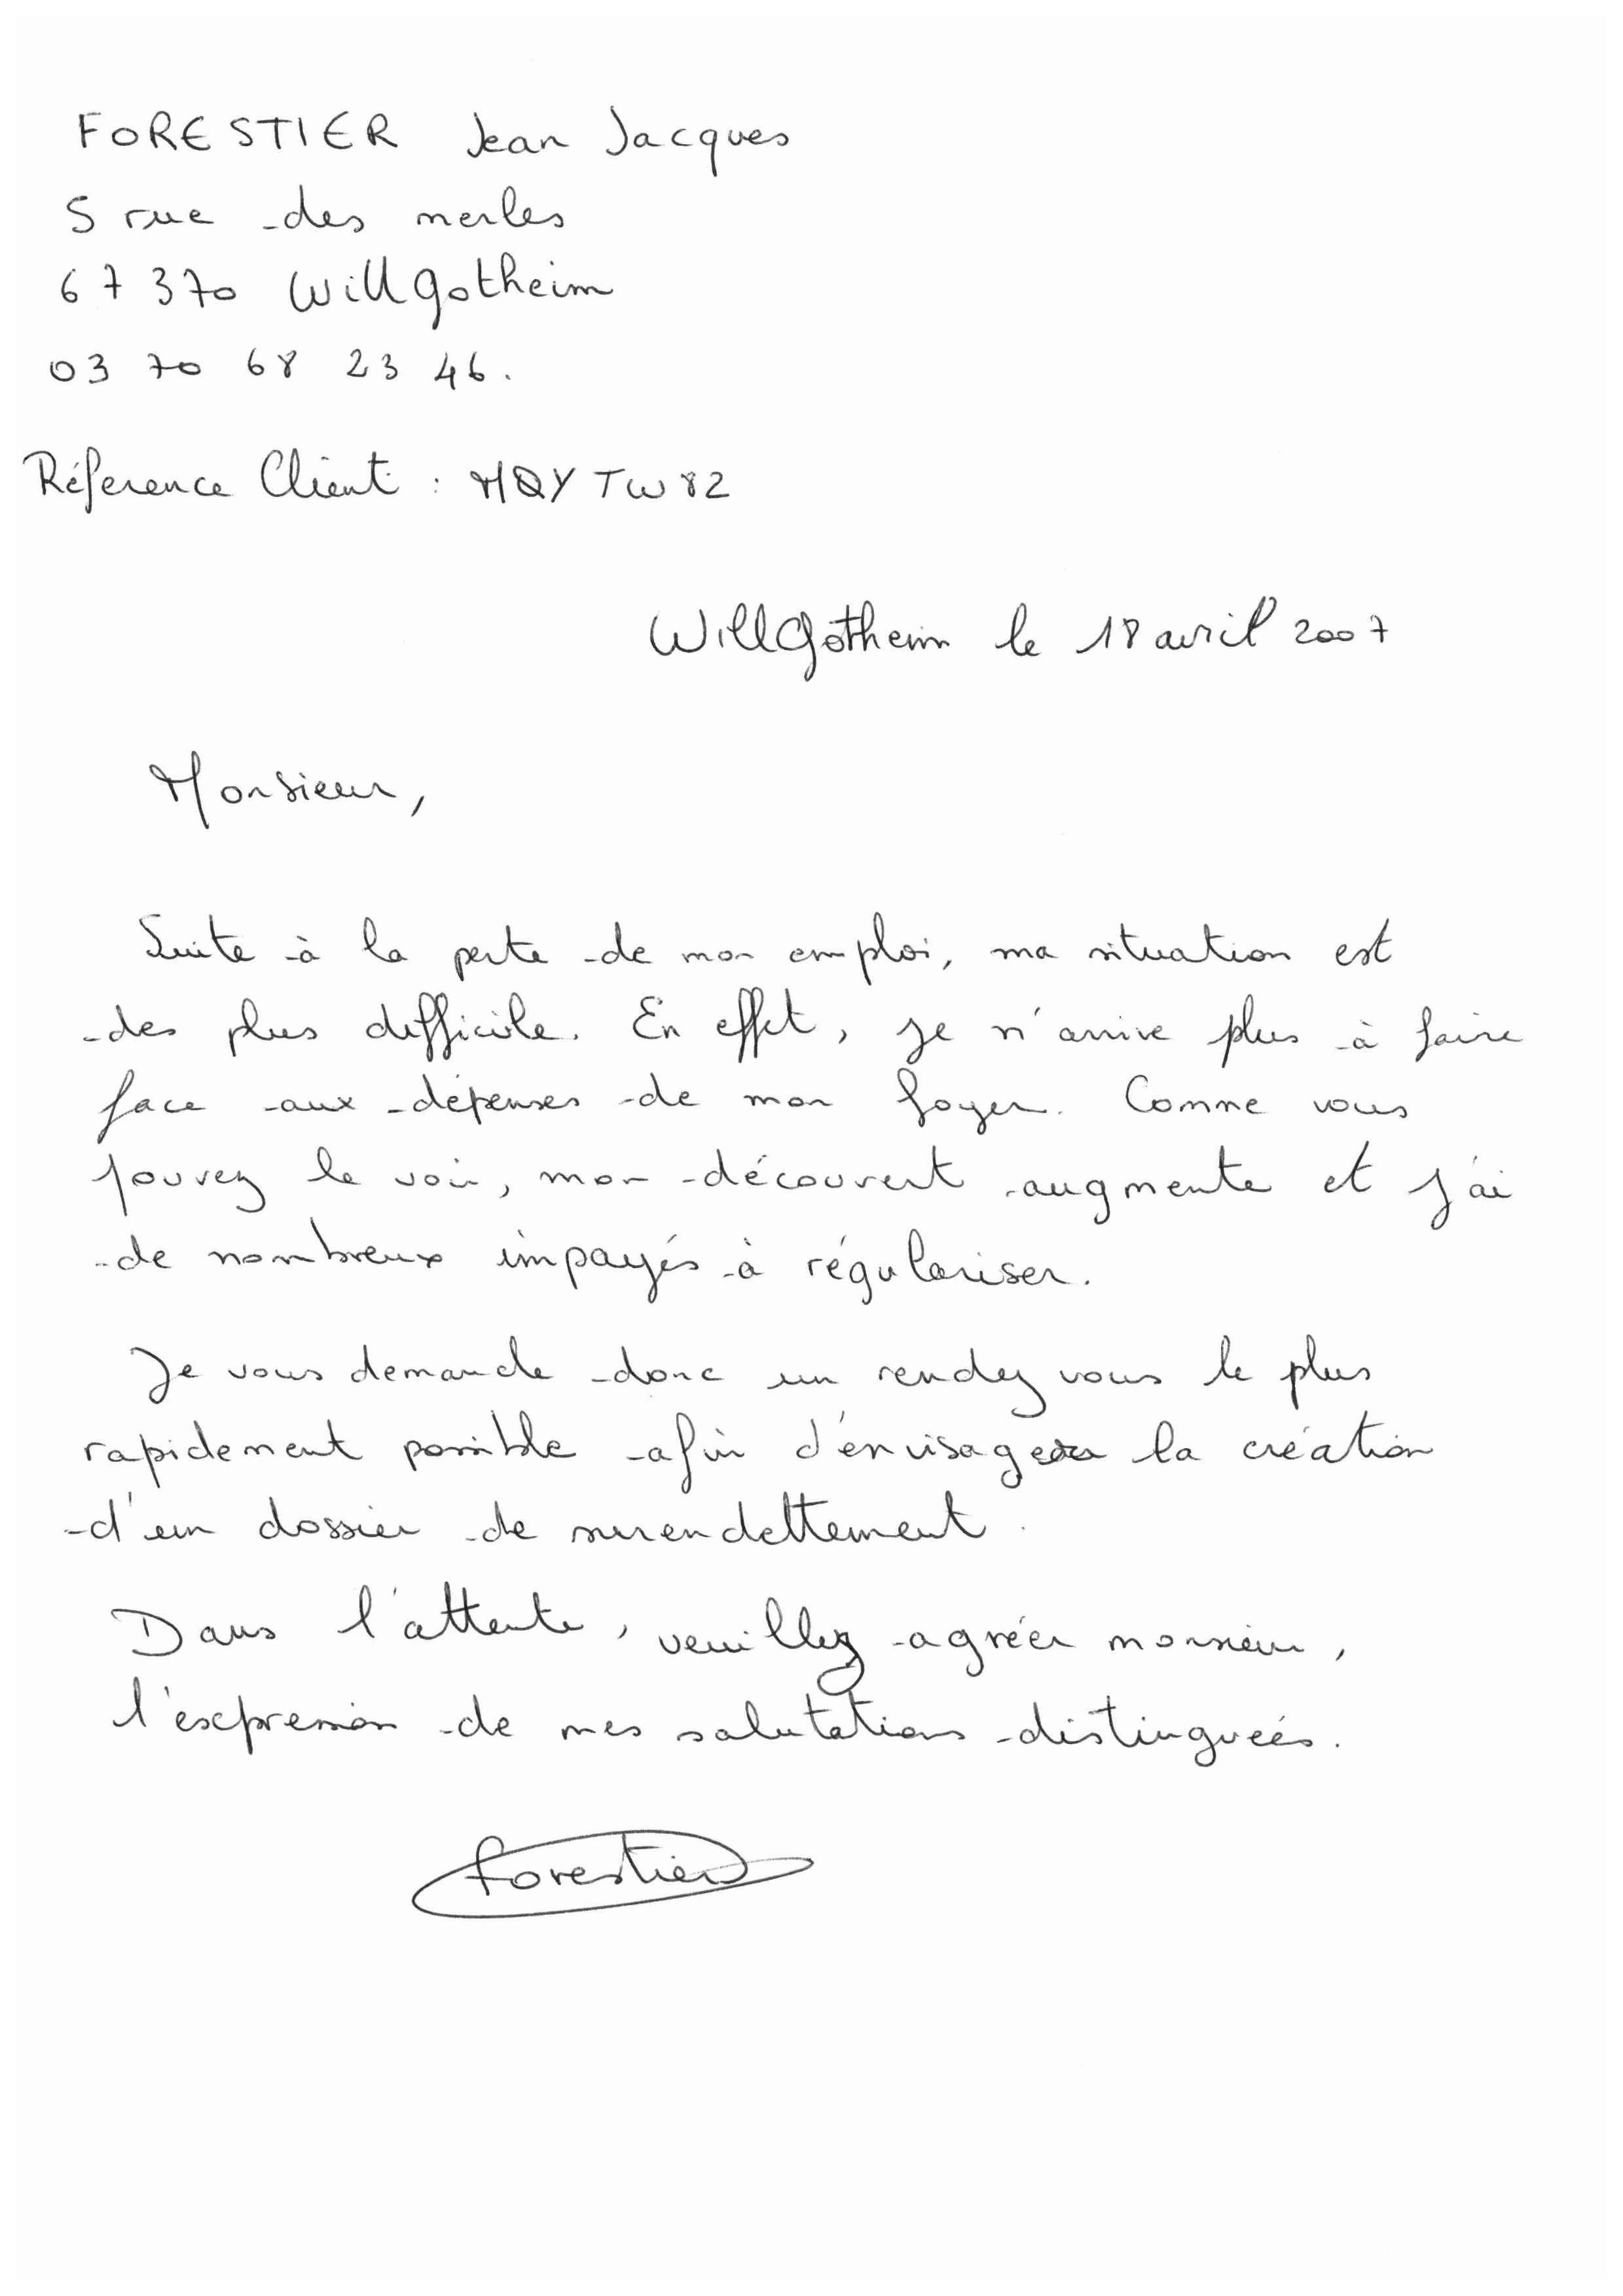 FORESTIER Jean Jacques
5 rue des merles
67370 Willgotheim
03 70 68 23 46.
Réference Client : MQYTW82
Willgotheim le 18 avril 2007
Monsieur,
Suite à la perte de mon emploi, ma situation est
des plus difficile. En effet, je n'arrive plus à faire
face aux dépenses de mon foyer. Comme vous
pouvez le voir, mon découvert augmente et j'ai
de nombreux impayés à régulariser.
Je vous demande donc un rendez vous le plus
rapidement possible afin d'envisager la création
d'un dossier de surendettement.
Dans l'attente, veuillez agréer monsieur,
l'expression de mes salutations distinguées.
Forestier